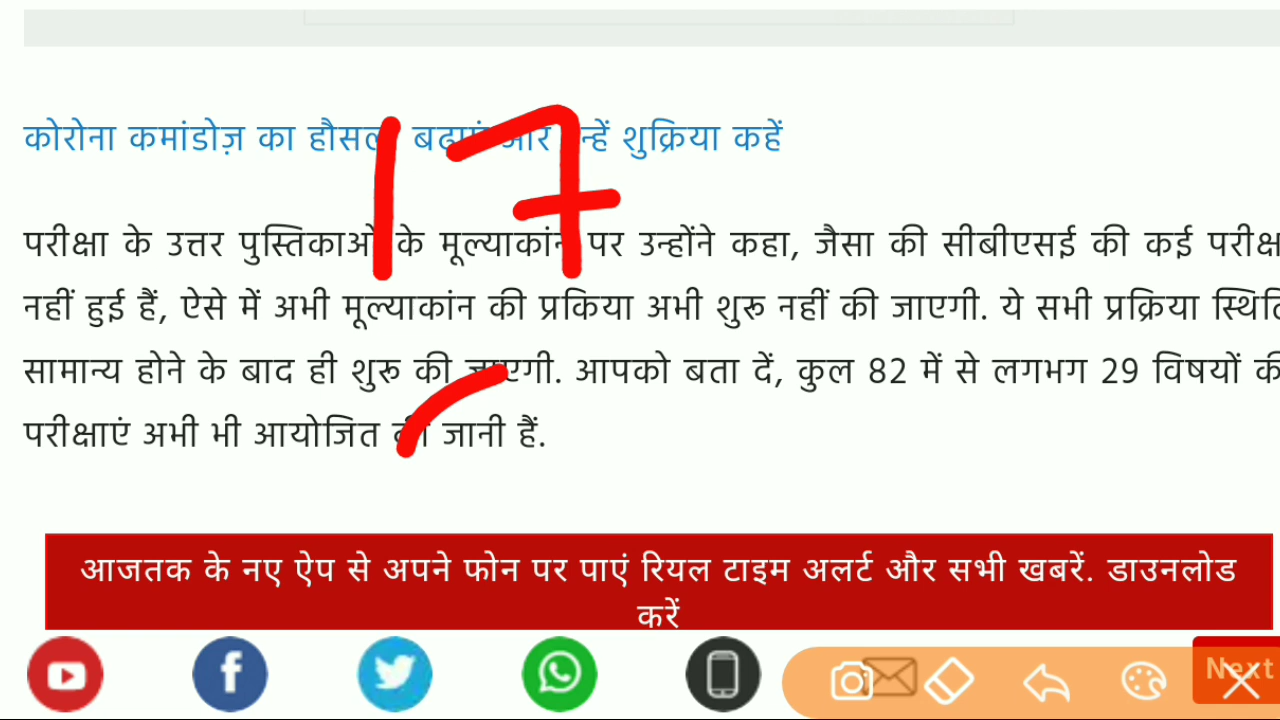 कोरोना कमांडोज़ का और शुक्रिया कहें
17
परीक्षा के उत्तर पुस्तिकाओं के मूल्याकांन पर उन्होंने कहा, जैसा की सीबीएसई की कई
नहीं हुई हैं, ऐसे में अभी मूल्याकांन की प्रकिया अभी शुरू नहीं की जाएगी. ये सभी प्रक्रिया
सामान्य होने के बाद ही शुरू की जाएगी. आपको बता दें, कुल 82 में से लगभग 29 विषयों की
परीक्षाएं अभी भी आयोजित की जानी हैं.
आजतक के नए ऐप से अपने फोन पर पाएं रियल टाइम अलर्ट और सभी खबरें. डाउनलोड
करें
Next